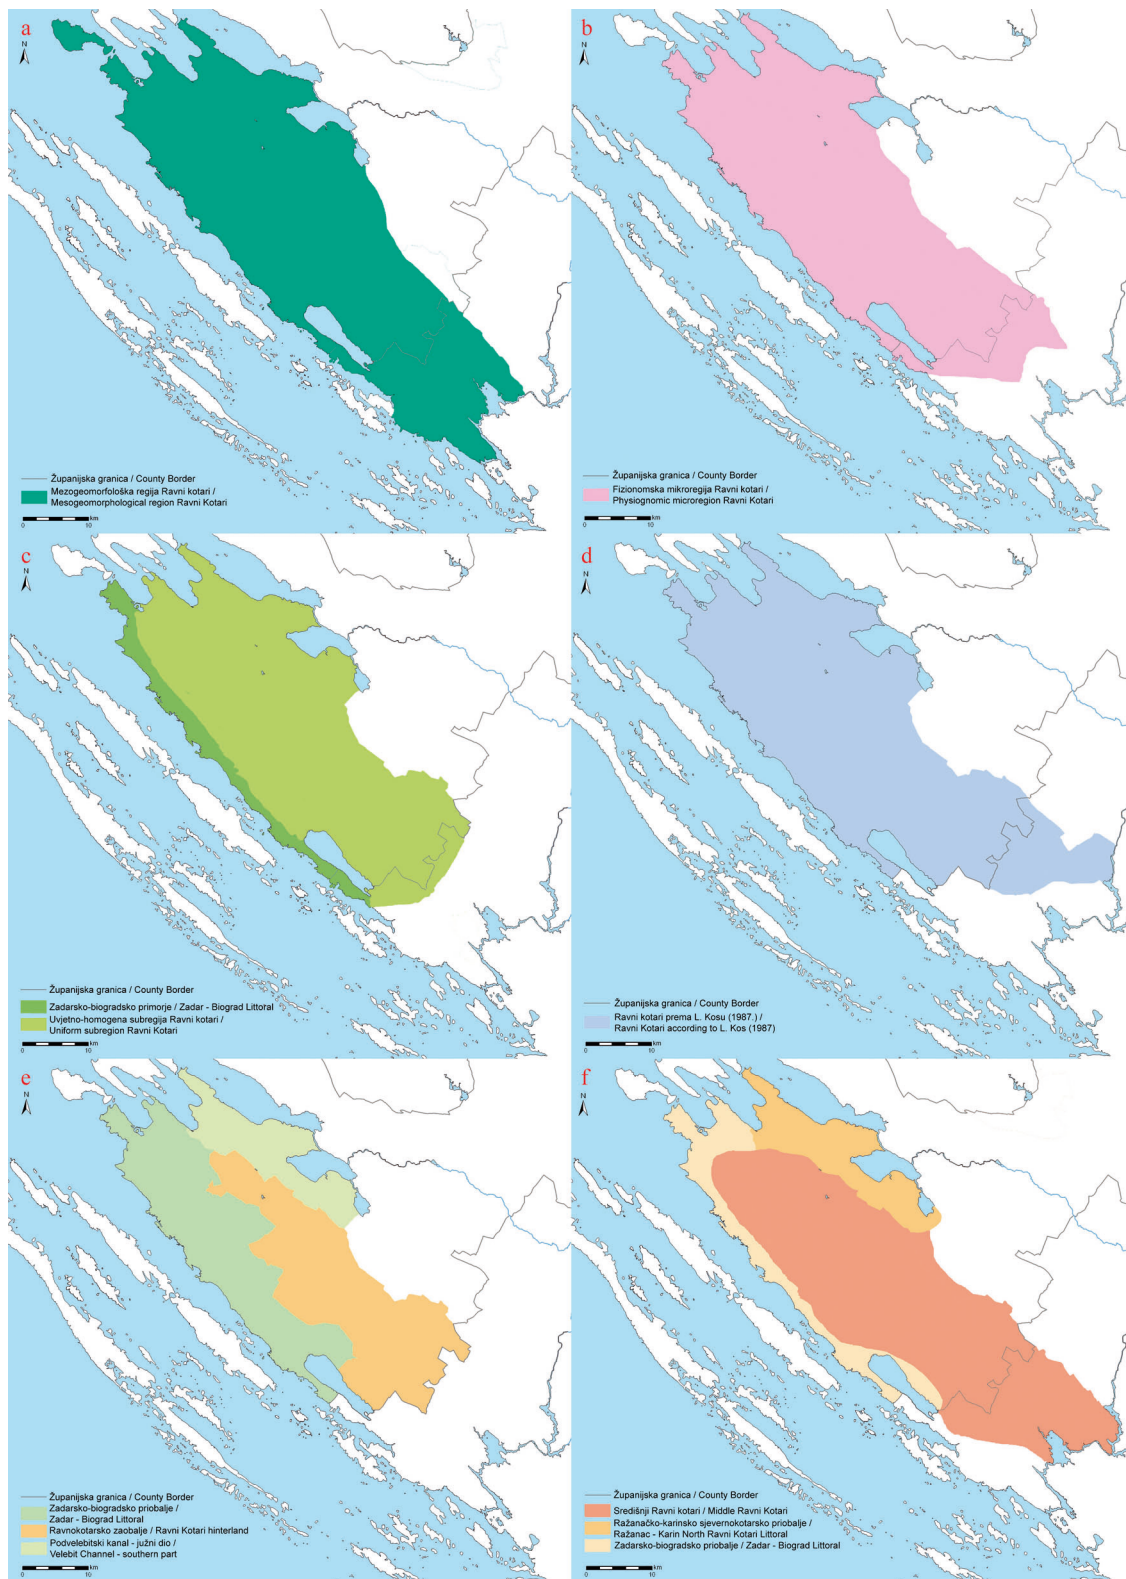 a
N
Županijska granica / County Border
Mezogeomorfološka regija Ravni kotari /
Mesogeomorphological region Ravni Kotari
0 10 km
b
N
Županijska granica / County Border
Fizionomska mikroregija Ravni kotari /
Physiognomic microregion Ravni Kotari
0 10 km
c
N
Županijska granica / County Border
Zadarsko-biogradsko primorje / Zadar - Biograd Littoral
Uvjetno-homogena subregija Ravni kotari /
Uniform subregion Ravni Kotari
0 10 km
d
N
Županijska granica / County Border
Ravni kotari prema L. Kosu (1987.) /
Ravni Kotari according to L. Kos (1987)
0 10 km
e
N
Županijska granica / County Border
Zadarsko-biogradsko priobalje /
Zadar - Biograd Littoral
Ravnokotarsko zaobalje / Ravni Kotari hinterland
Podvelebitski kanal - južni dio /
Velebit Channel - southern part
0 10 km
f
N
Županijska granica / County Border
Središnji Ravni kotari / Middle Ravni Kotari
Ražanačko-karinsko sjevernokotarsko priobalje /
Ražanac - Karin North Ravni Kotari Littoral
Zadarsko-biogradsko priobalje / Zadar - Biograd Littoral
0 10 km